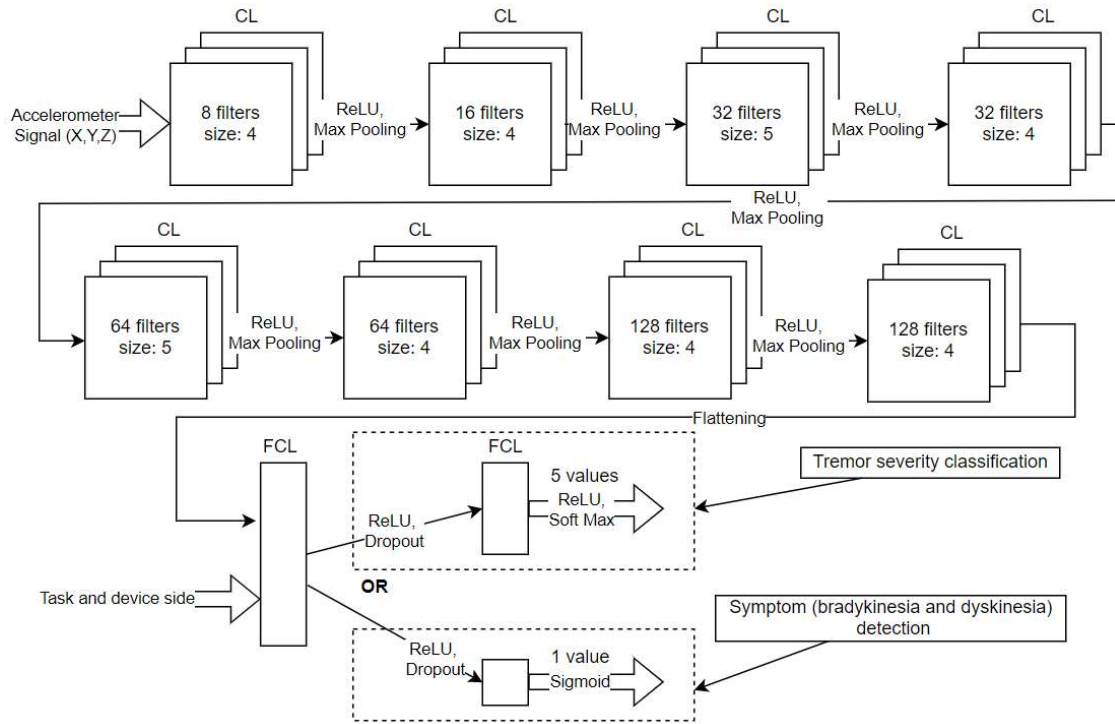 CL
CL
CL
CL
Accelerometer
Signal (X,Y,Z)
8 filters
size: 4
ReLU,
Max Pooling
16 filters
size: 4
ReLU,
Max Pooling
32 filters
size: 5
ReLU,
Max Pooling
32 filters
size: 4
ReLU,
Max Pooling
CL
CL
CL
CL
64 filters
size: 5
ReLU,
Max Pooling
64 filters
size: 4
ReLU,
Max Pooling
128 filters
size: 4
ReLU,
Max Pooling
128 filters
size: 4
Flattening
FCL
FCL
5 values
ReLU,
Soft Max
Tremor severity classification
ReLU,
Dropout
OR
Task and device side
Symptom (bradykinesia and dyskinesia)
detection
ReLU,
Dropout
1 value
Sigmoid